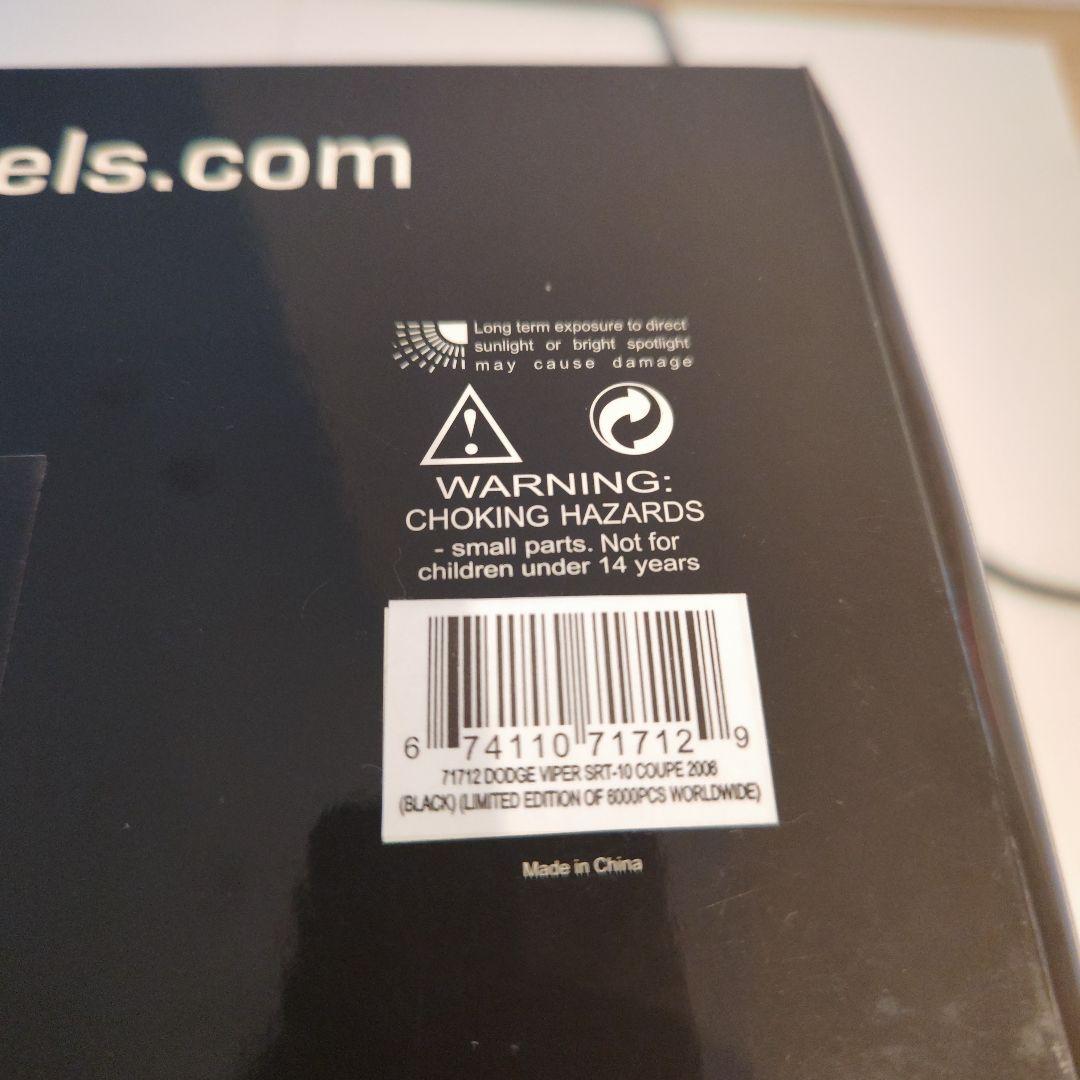 els.com
Long term exposure to direct
sunlight or bright spotlight
may cause damage
WARNING:
CHOKING HAZARDS
- small parts. Not for
children under 14 years
6 74110 71712 9
71712 DODGE VIPER SRT-10 COUPE 2008
(BLACK) (LIMITED EDITION OF 6000PCS WORLDWIDE)
Made in China